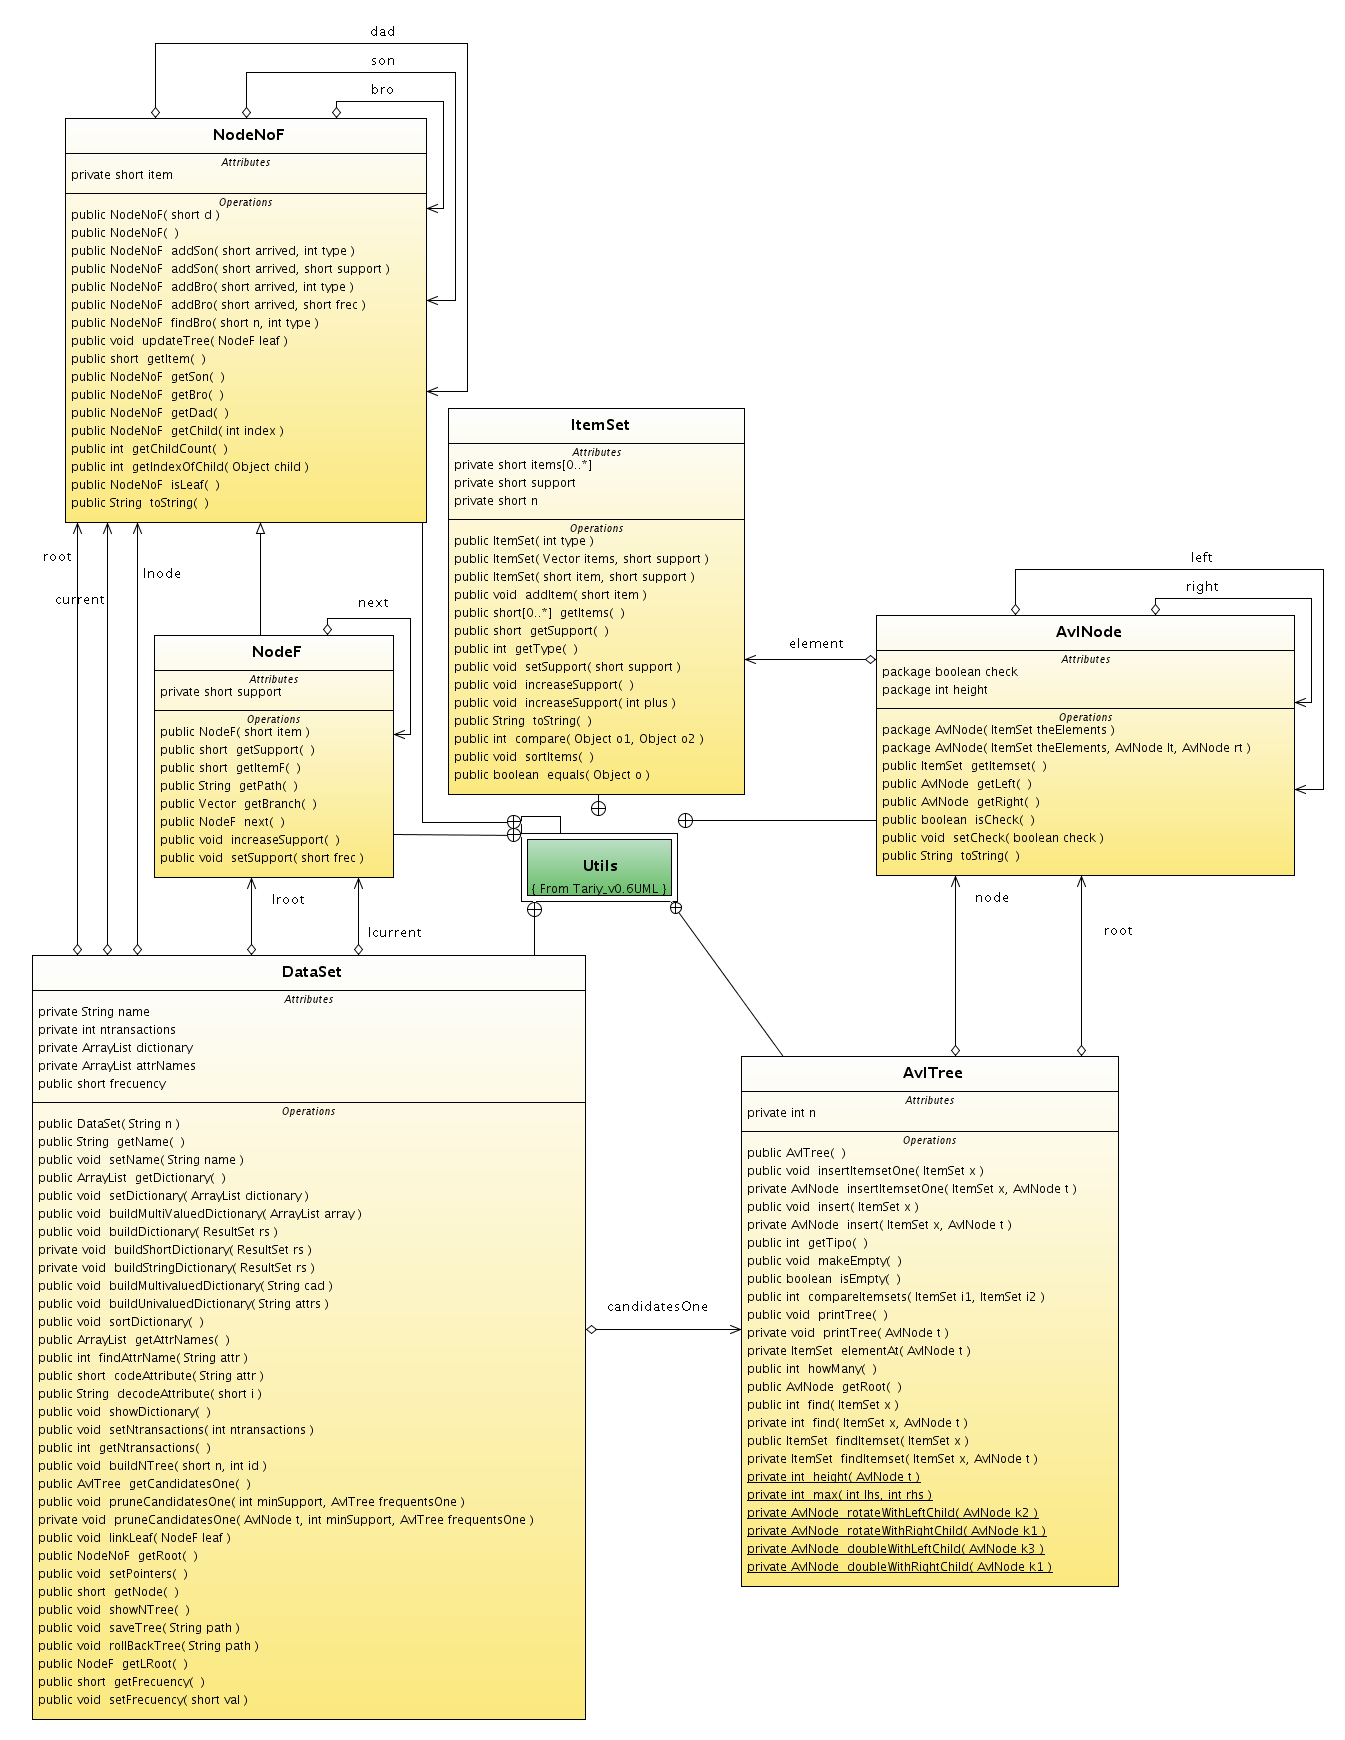 dad
son
bro
NodeNoF
Attributes
private short item
Operations
public NodeNoF( short d )
public NodeNoF(  )
public NodeNoF  addSon( short arrived, int type )
public NodeNoF  addSon( short arrived, short support )
public NodeNoF  addBro( short arrived, int type )
public NodeNoF  addBro( short arrived, short frec )
public NodeNoF  findBro( short n, int type )
public void  updateTree( NodeF leaf )
public short  getItem(  )
public NodeNoF  getSon(  )
public NodeNoF  getBro(  )
public NodeNoF  getDad(  )
public NodeNoF  getChild( int index )
public int  getChildCount(  )
public int  getIndexOfChild( Object child )
public NodeNoF  isLeaf(  )
public String  toString(  )
ItemSet
Attributes
private short items[0..*]
private short support
private short n
Operations
public ItemSet( int type )
public ItemSet( Vector items, short support )
public ItemSet( short item, short support )
public void  addItem( short item )
public short[0..*]  getItems(  )
public short  getSupport(  )
public int  getType(  )
public void  setSupport( short support )
public void  increaseSupport(  )
public void  increaseSupport( int plus )
public String  toString(  )
public int  compare( Object o1, Object o2 )
public void  sortItems(  )
public boolean  equals( Object o )
root
current
lnode
next
NodeF
Attributes
private short support
Operations
public NodeF( short item )
public short  getSupport(  )
public short  getItemF(  )
public String  getPath(  )
public Vector  getBranch(  )
public NodeF  next(  )
public void  increaseSupport(  )
public void  setSupport( short frec )
left
right
element
AvlNode
Attributes
package boolean check
package int height
Operations
package AvlNode( ItemSet theElements )
package AvlNode( ItemSet theElements, AvlNode lt, AvlNode rt )
public ItemSet  getItemset(  )
public AvlNode  getLeft(  )
public AvlNode  getRight(  )
public boolean  isCheck(  )
public void  setCheck( boolean check )
public String  toString(  )
Utils
{ From Tariy_v0.6UML }
lroot
lcurrent
node
root
DataSet
Attributes
private String name
private int ntransactions
private ArrayList dictionary
private ArrayList attrNames
public short frecuency
Operations
public DataSet( String n )
public String  getName(  )
public void  setName( String name )
public ArrayList  getDictionary(  )
public void  setDictionary( ArrayList dictionary )
public void  buildMultiValuedDictionary( ArrayList array )
public void  buildDictionary( ResultSet rs )
private void  buildShortDictionary( ResultSet rs )
private void  buildStringDictionary( ResultSet rs )
public void  buildMultivaluedDictionary( String cad )
public void  buildUnivaluedDictionary( String attrs )
public void  sortDictionary(  )
public ArrayList  getAttrNames(  )
public int  findAttrName( String attr )
public short  codeAttribute( String attr )
public String  decodeAttribute( short i )
public void  showDictionary(  )
public void  setNtransactions( int ntransactions )
public int  getNtransactions(  )
public void  buildNTree( short n, int id )
public AvlTree  getCandidatesOne(  )
public void  pruneCandidatesOne( int minSupport, AvlTree frequentsOne )
private void  pruneCandidatesOne( AvlNode t, int minSupport, AvlTree frequentsOne )
public void  linkLeaf( NodeF leaf )
public NodeNoF  getRoot(  )
public void  setPointers(  )
public short  getNode(  )
public void  showNTree(  )
public void  saveTree( String path )
public void  rollBackTree( String path )
public NodeF  getLRoot(  )
public short  getFrecuency(  )
public void  setFrecuency( short val )
candidatesOne
AvlTree
Attributes
private int n
Operations
public AvlTree(  )
public void  insertItemsetOne( ItemSet x )
private AvlNode  insertItemsetOne( ItemSet x, AvlNode t )
public void  insert( ItemSet x )
private AvlNode  insert( ItemSet x, AvlNode t )
public int  getTipo(  )
public void  makeEmpty(  )
public boolean  isEmpty(  )
public int  compareItemsets( ItemSet i1, ItemSet i2 )
public void  printTree(  )
private void  printTree( AvlNode t )
private ItemSet  elementAt( AvlNode t )
public int  howMany(  )
public AvlNode  getRoot(  )
public int  find( ItemSet x )
private int  find( ItemSet x, AvlNode t )
public ItemSet  findItemset( ItemSet x )
private ItemSet  findItemset( ItemSet x, AvlNode t )
private int  height( AvlNode t )
private int  max( int lhs, int rhs )
private AvlNode  rotateWithLeftChild( AvlNode k2 )
private AvlNode  rotateWithRightChild( AvlNode k1 )
private AvlNode  doubleWithLeftChild( AvlNode k3 )
private AvlNode  doubleWithRightChild( AvlNode k1 )